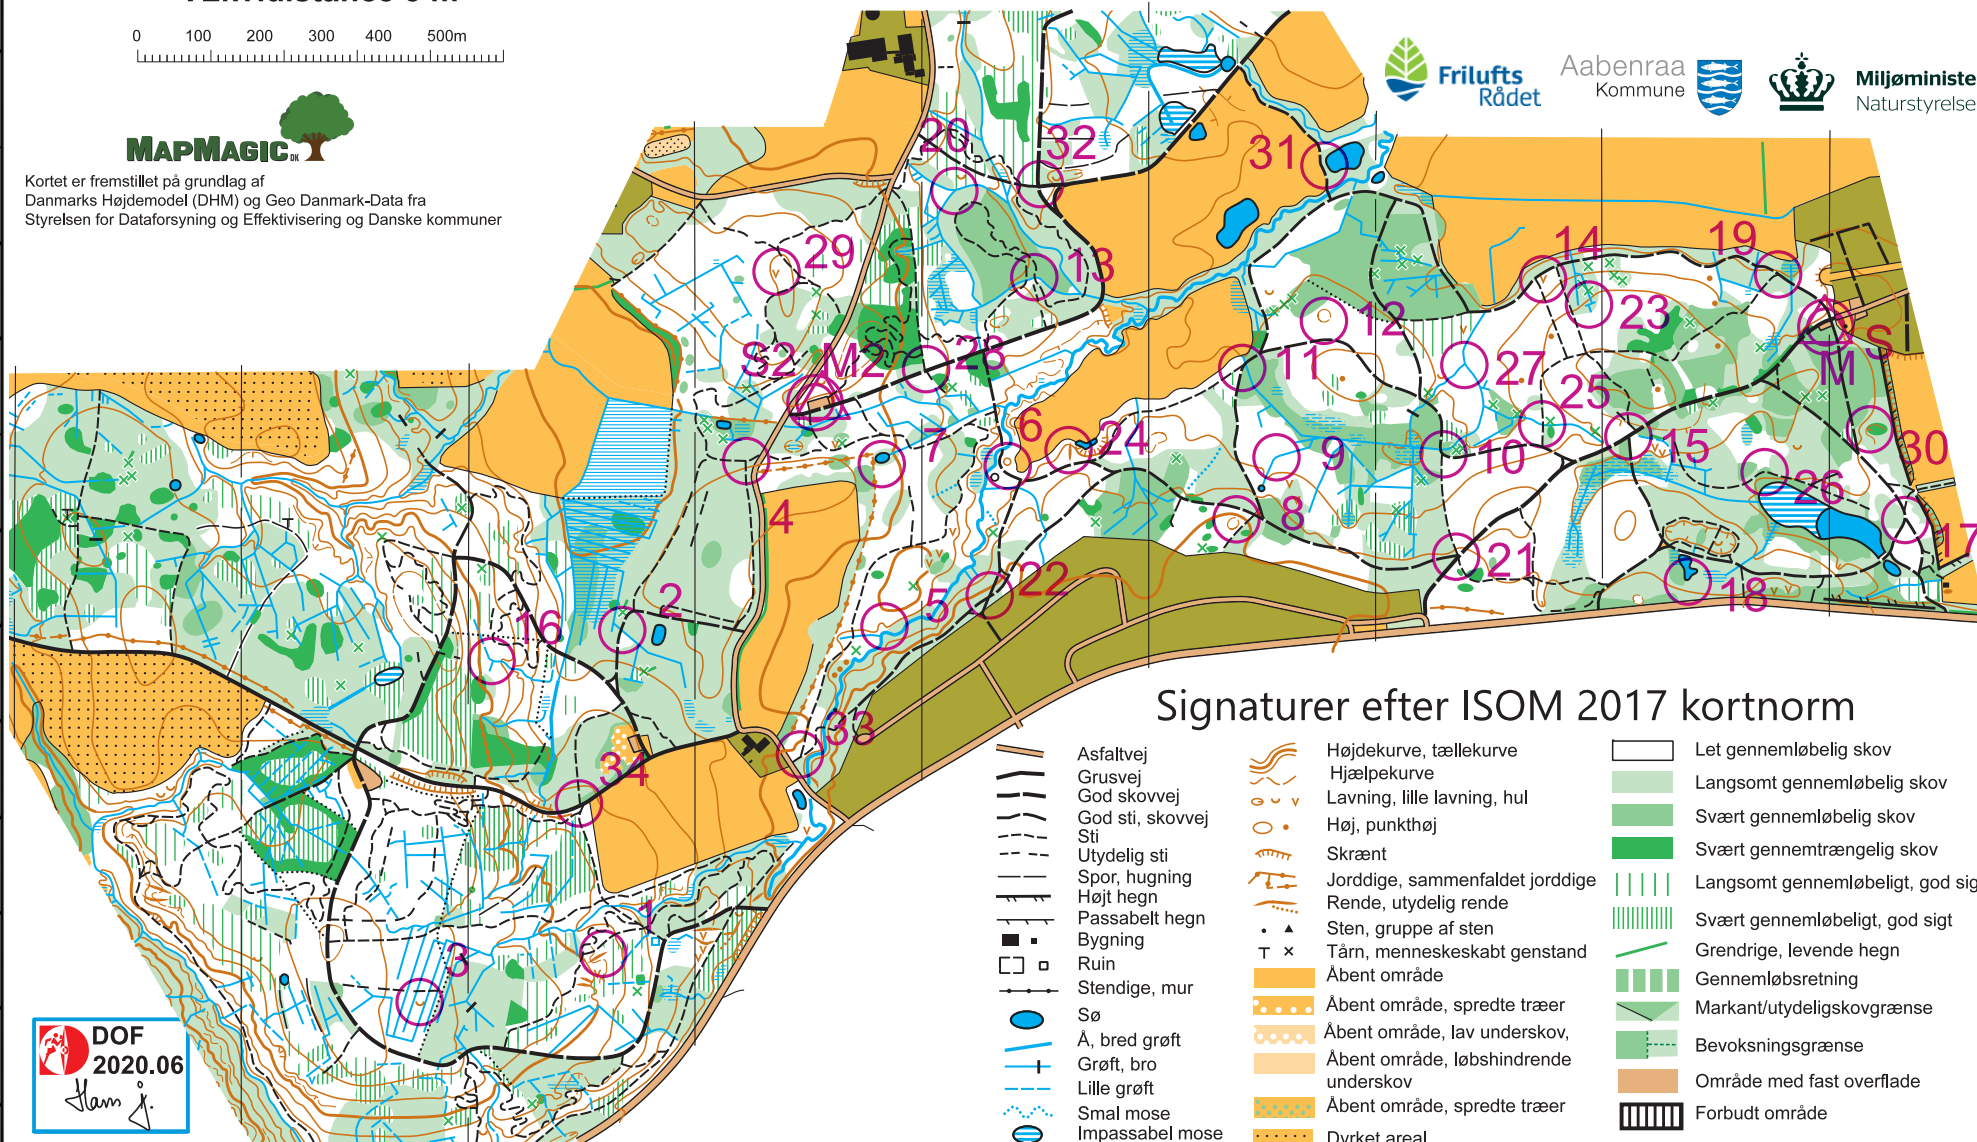 0 100 200 300 400 500m
MAPMAGIC DK
Kortet er fremstillet på grundlag af
Danmarks Højdemodel (DHM) og Geo Danmark-Data fra
Styrelsen for Dataforsyning og Effektivisering og Danske kommuner
Frilufts
Rådet
Aabenraa
Kommune
Miljøministe
Naturstyrelse
20
32
31
29
13
14
19
12
23
S
S2
M2
28
11
27
M
25
6
7
24
9
10
15
30
26
4
8
21
17
2
5
22
18
16
33
34
1
3
DOF
2020.06
Hans J.
Signaturer efter ISOM 2017 kortnorm
Asfaltvej
Grusvej
God skovvej
God sti, skovvej
Sti
Utydelig sti
Spor, hugning
Højt hegn
Passabelt hegn
Bygning
Ruin
Stendige, mur
Sø
Å, bred grøft
Grøft, bro
Lille grøft
Smal mose
Impassabel mose
Højdekurve, tællekurve
Hjælpekurve
Lavning, lille lavning, hul
Høj, punkthøj
Skrænt
Jorddige, sammenfaldet jorddige
Rende, utydelig rende
Sten, gruppe af sten
Tårn, menneskeskabt genstand
Åbent område
Åbent område, spredte træer
Åbent område, lav underskov,
Åbent område, løbshindrende
underskov
Åbent område, spredte træer
Dyrket areal
Let gennemløbelig skov
Langsomt gennemløbelig skov
Svært gennemløbelig skov
Svært gennemtrængelig skov
Langsomt gennemløbeligt, god sig
Svært gennemløbeligt, god sigt
Grendrige, levende hegn
Gennemløbsretning
Markant/utydeligskovgrænse
Bevoksningsgrænse
Område med fast overflade
Forbudt område